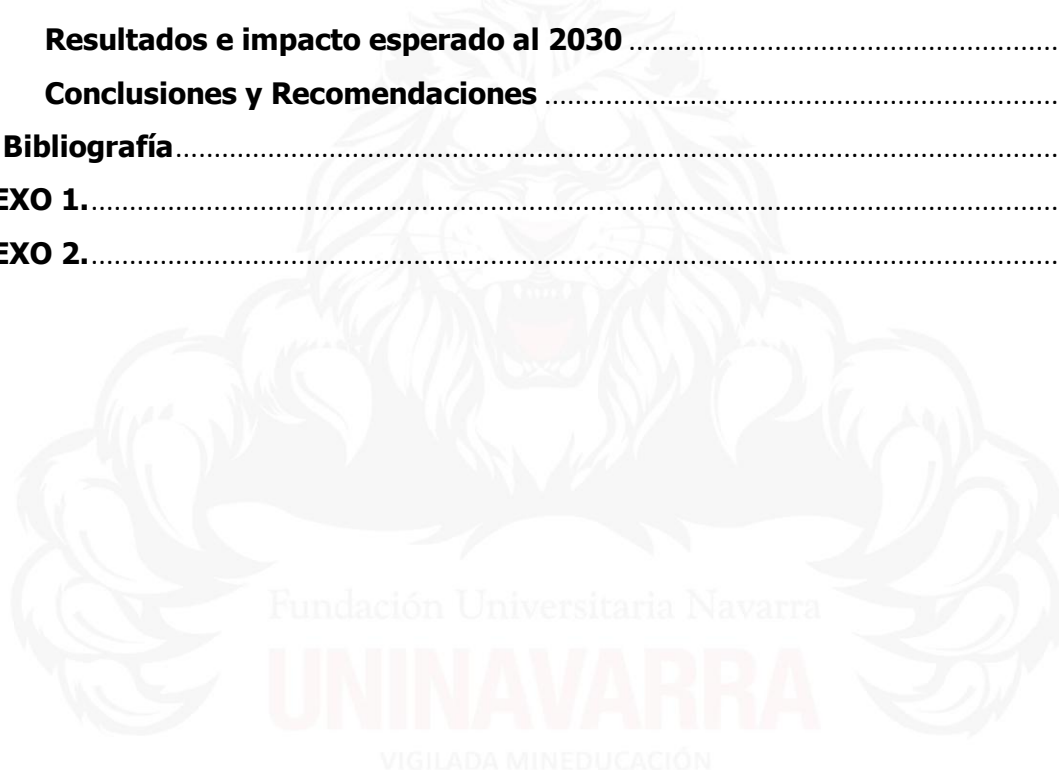 Resultados e impacto esperado al 2030
Conclusiones y Recomendaciones
Bibliografía
EXO 1.
EXO 2.
Fundación Universitaria Navarra
UNINAVARRA
VIGILADA MINEDUCACIÓN